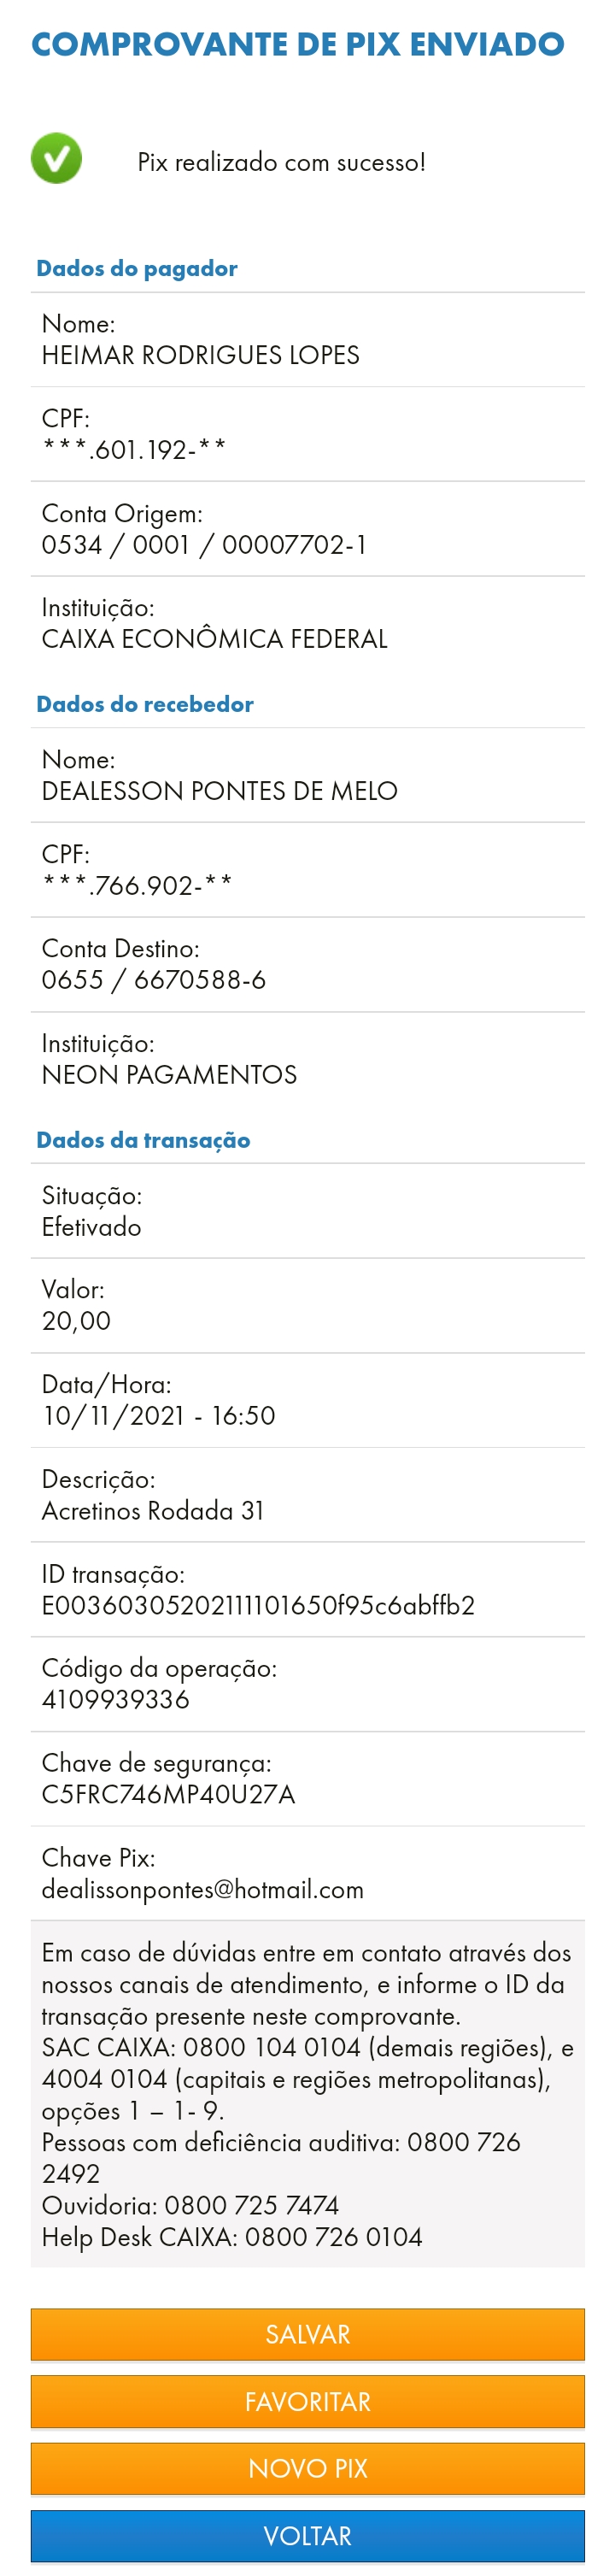 COMPROVANTE DE PIX ENVIADO
Pix realizado com sucesso!
Dados do pagador
Nome:
HEIMAR RODRIGUES LOPES
CPF:
***.601.192-**
Conta Origem:
0534 / 0001 / 00007702-1
Instituição:
CAIXA ECONÔMICA FEDERAL
Dados do recebedor
Nome:
DEALESSON PONTES DE MELO
CPF:
***.766.902-**
Conta Destino:
0655 / 6670588-6
Instituição:
NEON PAGAMENTOS
Dados da transação
Situação:
Efetivado
Valor:
20,00
Data/Hora:
10/11/2021 - 16:50
Descrição:
Acretinos Rodada 31
ID transação:
E00360305202111101650f95c6abffb2
Código da operação:
4109939336
Chave de segurança:
C5FRC746MP40U27A
Chave Pix:
dealissonpontes@hotmail.com
Em caso de dúvidas entre em contato através dos
nossos canais de atendimento, e informe o ID da
transação presente neste comprovante.
SAC CAIXA: 0800 104 0104 (demais regiões), e
4004 0104 (capitais e regiões metropolitanas),
opções 1 – 1- 9.
Pessoas com deficiência auditiva: 0800 726
2492
Ouvidoria: 0800 725 7474
Help Desk CAIXA: 0800 726 0104
SALVAR
FAVORITAR
NOVO PIX
VOLTAR